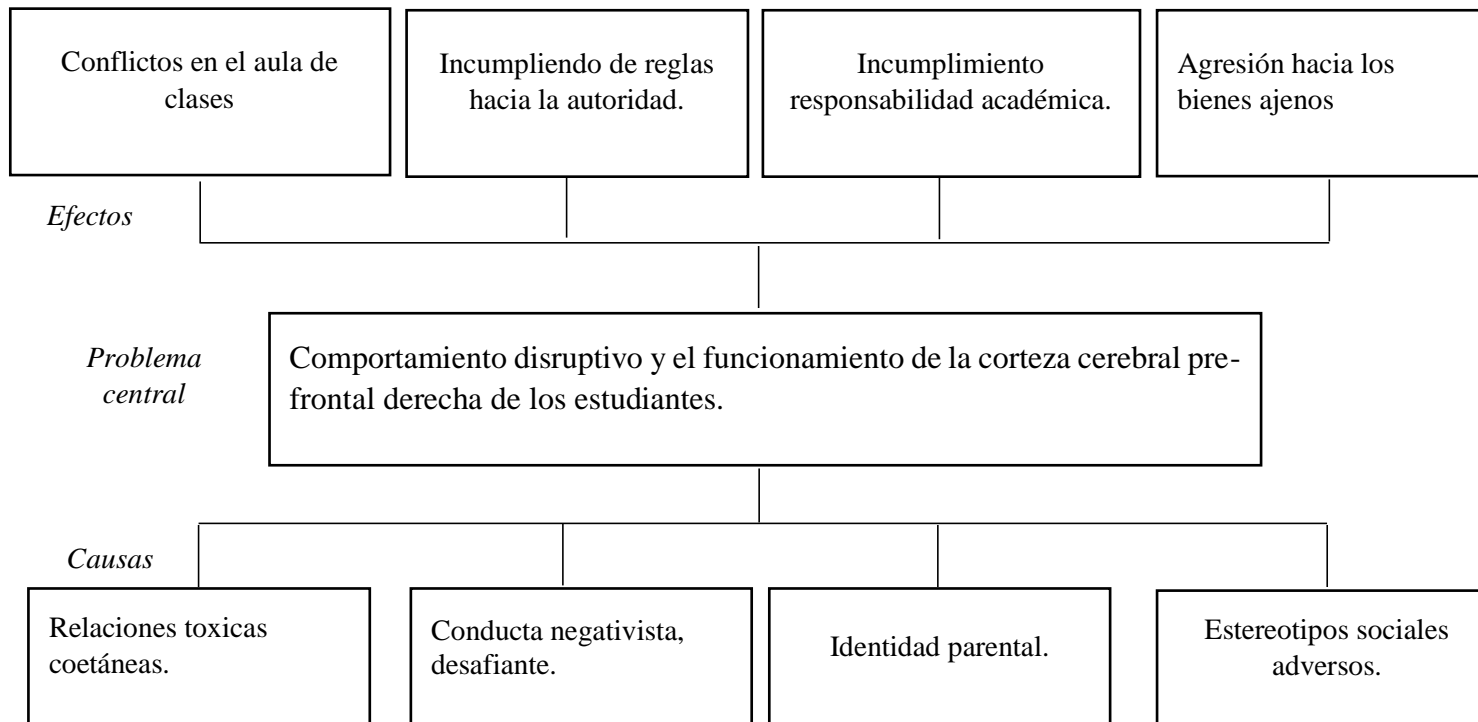 Conflictos en el aula de
clases
Incumpliendo de reglas
hacia la autoridad.
Incumplimiento
responsabilidad académica.
Agresión hacia los
bienes ajenos
Efectos
Problema
central
Comportamiento disruptivo y el funcionamiento de la corteza cerebral pre-
frontal derecha de los estudiantes.
Causas
Relaciones toxicas
coetáneas.
Conducta negativista,
desafiante.
Identidad parental.
Estereotipos sociales
adversos.